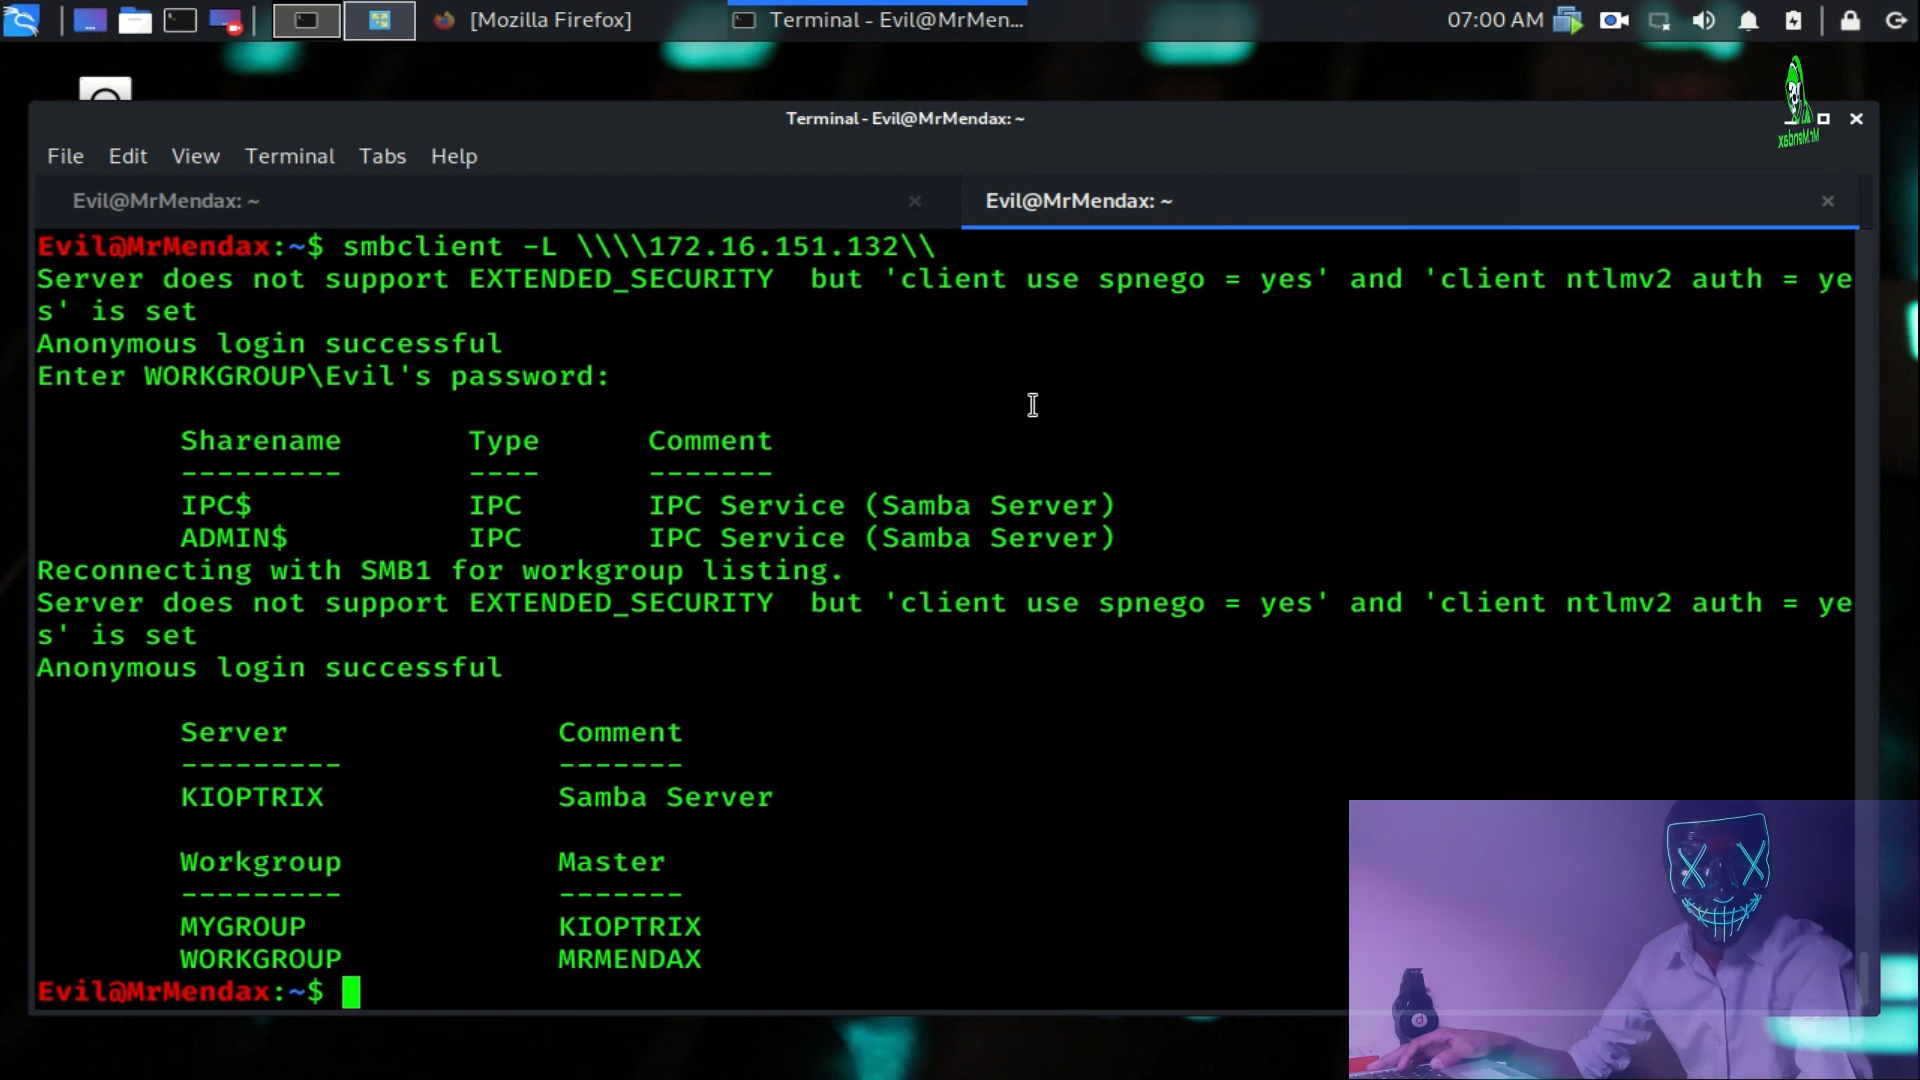 [Mozilla Firefox]
Terminal - Evil@MrMen...
07:00 AM
MrMendax
Terminal - Evil@MrMendax: ~
File Edit View Terminal Tabs Help
Evil@MrMendax: ~
Evil@MrMendax: ~
Evil@MrMendax:~$ smbclient -L \\\\172.16.151.132\\
Server does not support EXTENDED_SECURITY  but 'client use spnego = yes' and 'client ntlmv2 auth = ye
s' is set
Anonymous login successful
Enter WORKGROUP\Evil's password:
Sharename Type Comment
--------- ---- -------
IPC$ IPC IPC Service (Samba Server)
ADMIN$ IPC IPC Service (Samba Server)
Reconnecting with SMB1 for workgroup listing.
Server does not support EXTENDED_SECURITY  but 'client use spnego = yes' and 'client ntlmv2 auth = ye
s' is set
Anonymous login successful
Server Comment
--------- -------
KIOPTRIX Samba Server
Workgroup Master
--------- -------
MYGROUP KIOPTRIX
WORKGROUP MRMENDAX
Evil@MrMendax:~$